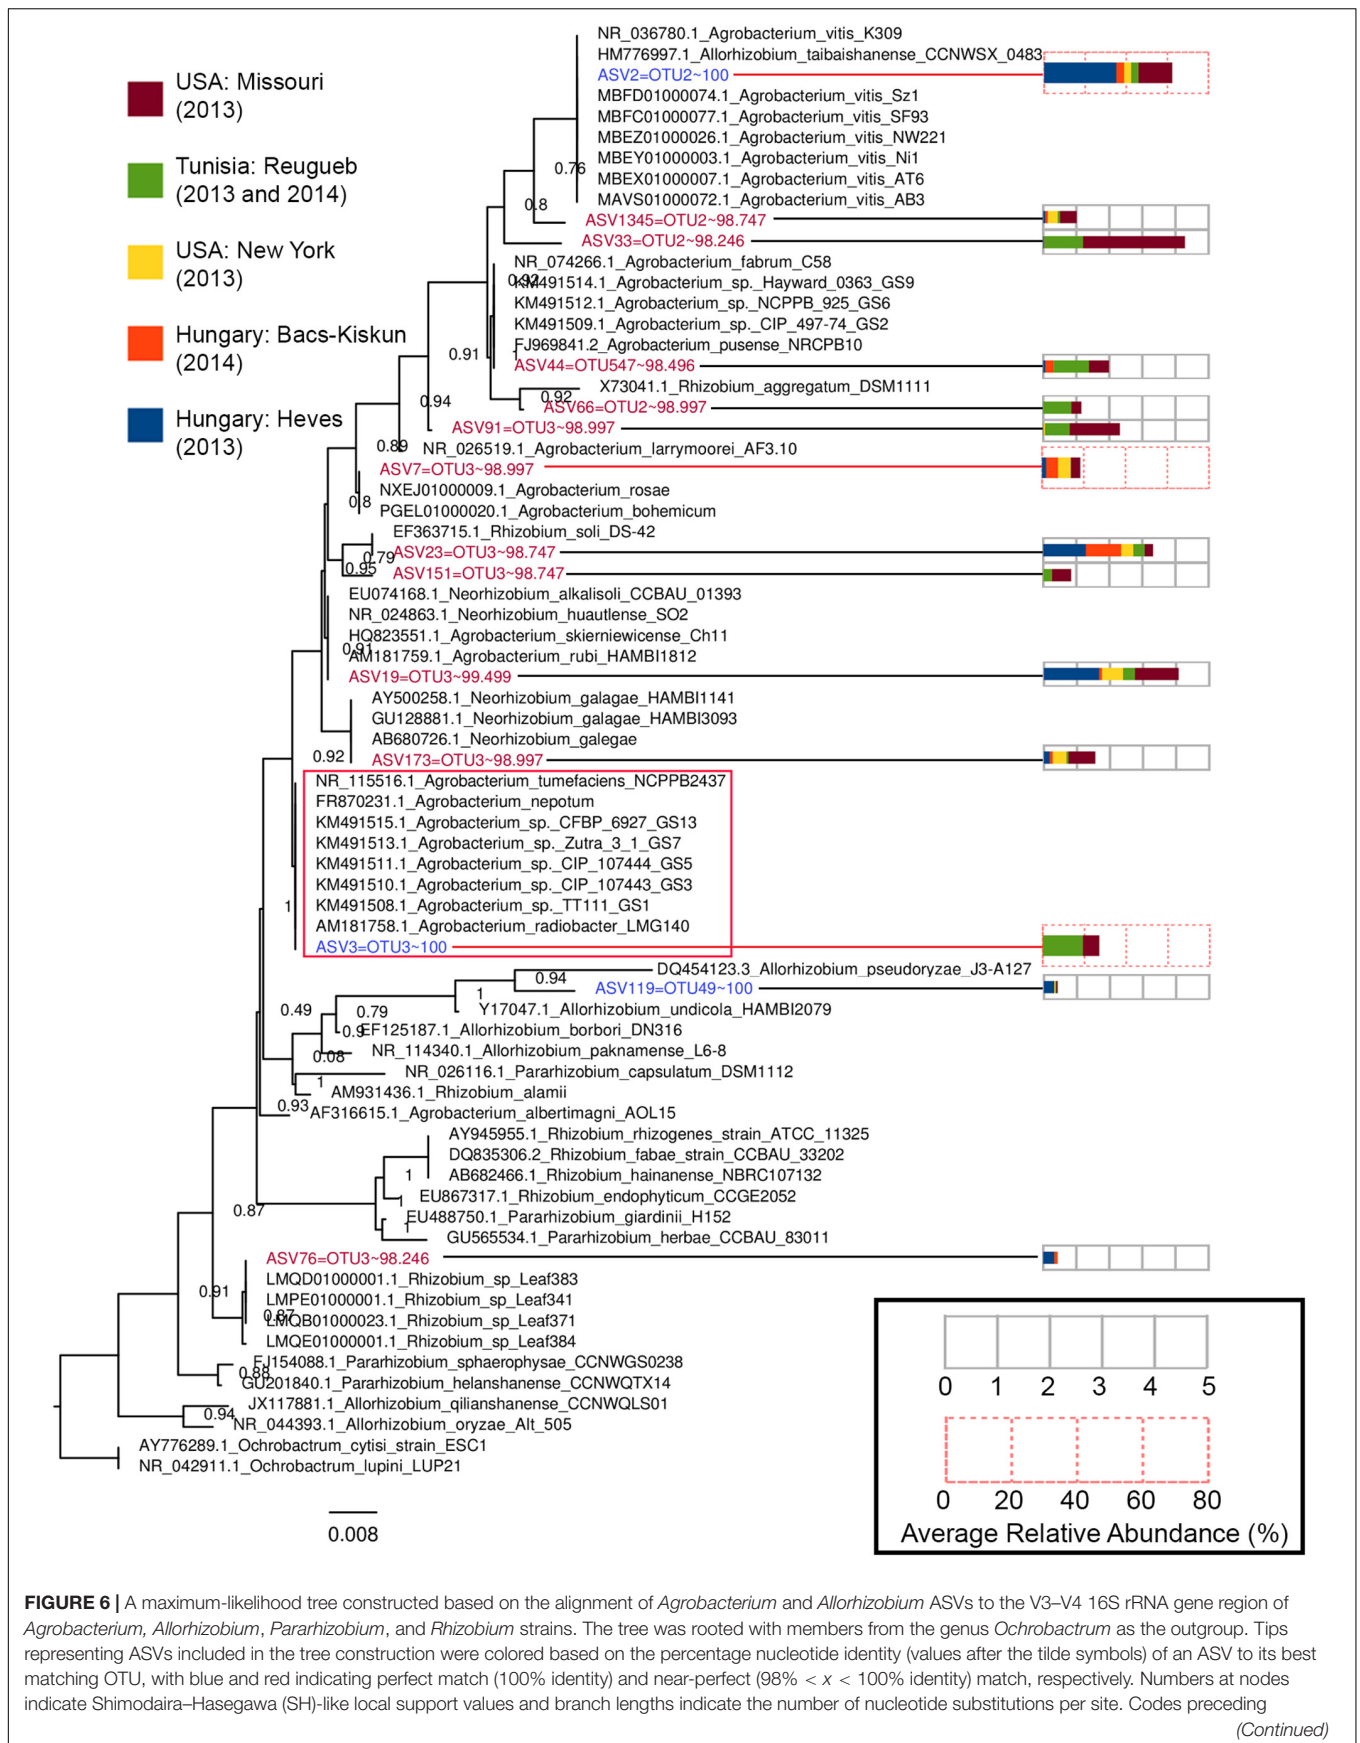 USA: Missouri
(2013)
Tunisia: Reugueb
(2013 and 2014)
USA: New York
(2013)
Hungary: Bacs-Kiskun
(2014)
Hungary: Heves
(2013)
NR_036780.1_Agrobacterium_vitis_K309
HM776997.1_Allorhizobium_taibaishanense_CCNWSX_0483
ASV2=OTU2~100
MBFD01000074.1_Agrobacterium_vitis_Sz1
MBFC01000077.1_Agrobacterium_vitis_SF93
MBEZ01000026.1_Agrobacterium_vitis_NW221
MBEY01000003.1_Agrobacterium_vitis_Ni1
0.76
MBEX01000007.1_Agrobacterium_vitis_AT6
MAVS01000072.1_Agrobacterium_vitis_AB3
0.8
ASV1345=OTU2~98.747
ASV33=OTU2~98.246
NR_074266.1_Agrobacterium_fabrum_C58
0.92
KM491514.1_Agrobacterium_sp._Hayward_0363_GS9
KM491512.1_Agrobacterium_sp._NCPPB_925_GS6
KM491509.1_Agrobacterium_sp._CIP_497-74_GS2
FJ969841.2_Agrobacterium_pusense_NRCPB10
0.91
ASV44=OTU547~98.496
X73041.1_Rhizobium_aggregatum_DSM1111
0.92
ASV66=OTU2~98.997
0.94
ASV91=OTU3~98.997
0.89
NR_026519.1_Agrobacterium_larrymoorei_AF3.10
ASV7=OTU3~98.997
NXEJ01000009.1_Agrobacterium_rosae
0.8
PGEL01000020.1_Agrobacterium_bohemicum
EF363715.1_Rhizobium_soli_DS-42
0.79
ASV23=OTU3~98.747
0.95
ASV151=OTU3~98.747
EU074168.1_Neorhizobium_alkalisoli_CCBAU_01393
NR_024863.1_Neorhizobium_huautlense_SO2
HQ823551.1_Agrobacterium_skierniewicense_Ch11
0.91
AM181759.1_Agrobacterium_rubi_HAMBI1812
ASV19=OTU3~99.499
AY500258.1_Neorhizobium_galagae_HAMBI1141
GU128881.1_Neorhizobium_galagae_HAMBI3093
AB680726.1_Neorhizobium_galegae
0.92
ASV173=OTU3~98.997
NR_115516.1_Agrobacterium_tumefaciens_NCPPB2437
FR870231.1_Agrobacterium_nepotum
KM491515.1_Agrobacterium_sp._CFBP_6927_GS13
KM491513.1_Agrobacterium_sp._Zutra_3_1_GS7
KM491511.1_Agrobacterium_sp._CIP_107444_GS5
KM491510.1_Agrobacterium_sp._CIP_107443_GS3
1
KM491508.1_Agrobacterium_sp._TT111_GS1
AM181758.1_Agrobacterium_radiobacter_LMG140
ASV3=OTU3~100
DQ454123.3_Allorhizobium_pseudoryzae_J3-A127
0.94
ASV119=OTU49~100
1
0.49
0.79
Y17047.1_Allorhizobium_undicola_HAMBI2079
0.9
EF125187.1_Allorhizobium_borbori_DN316
0.08
NR_114340.1_Allorhizobium_paknamense_L6-8
NR_026116.1_Pararhizobium_capsulatum_DSM1112
1
AM931436.1_Rhizobium_alamii
0.93
AF316615.1_Agrobacterium_albertimagni_AOL15
AY945955.1_Rhizobium_rhizogenes_strain_ATCC_11325
DQ835306.2_Rhizobium_fabae_strain_CCBAU_33202
1
AB682466.1_Rhizobium_hainanense_NBRC107132
1
EU867317.1_Rhizobium_endophyticum_CCGE2052
0.87
EU488750.1_Pararhizobium_giardinii_H152
1
GU565534.1_Pararhizobium_herbae_CCBAU_83011
ASV76=OTU3~98.246
LMQD01000001.1_Rhizobium_sp_Leaf383
0.91
LMPE01000001.1_Rhizobium_sp_Leaf341
0.87
LMQB01000023.1_Rhizobium_sp_Leaf371
LMQE01000001.1_Rhizobium_sp_Leaf384
FJ154088.1_Pararhizobium_sphaerophysae_CCNWGS0238
0.88
GU201840.1_Pararhizobium_helanshanense_CCNWQTX14
JX117881.1_Allorhizobium_qilianshanense_CCNWQLS01
0.94
NR_044393.1_Allorhizobium_oryzae_Alt_505
AY776289.1_Ochrobactrum_cytisi_strain_ESC1
NR_042911.1_Ochrobactrum_lupini_LUP21
0.008
0 1 2 3 4 5
0 20 40 60 80
Average Relative Abundance (%)
FIGURE 6 | A maximum-likelihood tree constructed based on the alignment of Agrobacterium and Allorhizobium ASVs to the V3–V4 16S rRNA gene region of
Agrobacterium, Allorhizobium, Pararhizobium, and Rhizobium strains. The tree was rooted with members from the genus Ochrobactrum as the outgroup. Tips
representing ASVs included in the tree construction were colored based on the percentage nucleotide identity (values after the tilde symbols) of an ASV to its best
matching OTU, with blue and red indicating perfect match (100% identity) and near-perfect (98% < x < 100% identity) match, respectively. Numbers at nodes
indicate Shimodaira–Hasegawa (SH)-like local support values and branch lengths indicate the number of nucleotide substitutions per site. Codes preceding
(Continued)